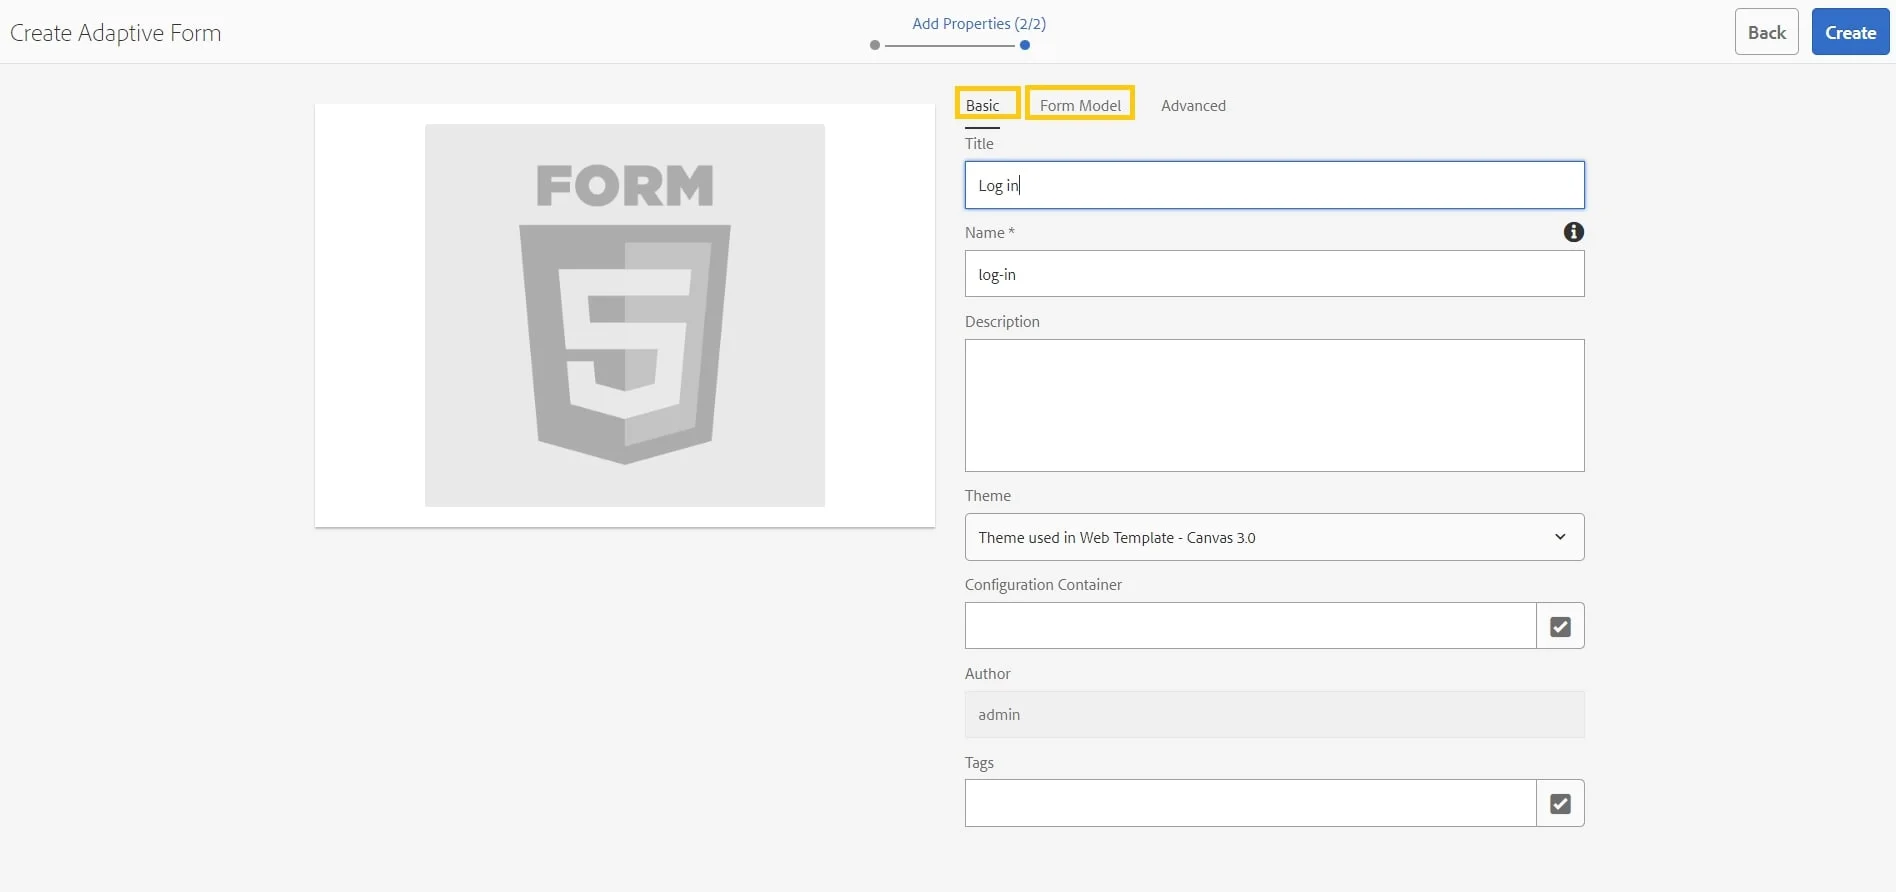 Create Adaptive Form
Add Properties (2/2)
Back
Create
FORM
5
Basic
Form Model
Advanced
Title
Log in
Name *
log-in
Description
Theme
Theme used in Web Template - Canvas 3.0
Configuration Container
Author
admin
Tags